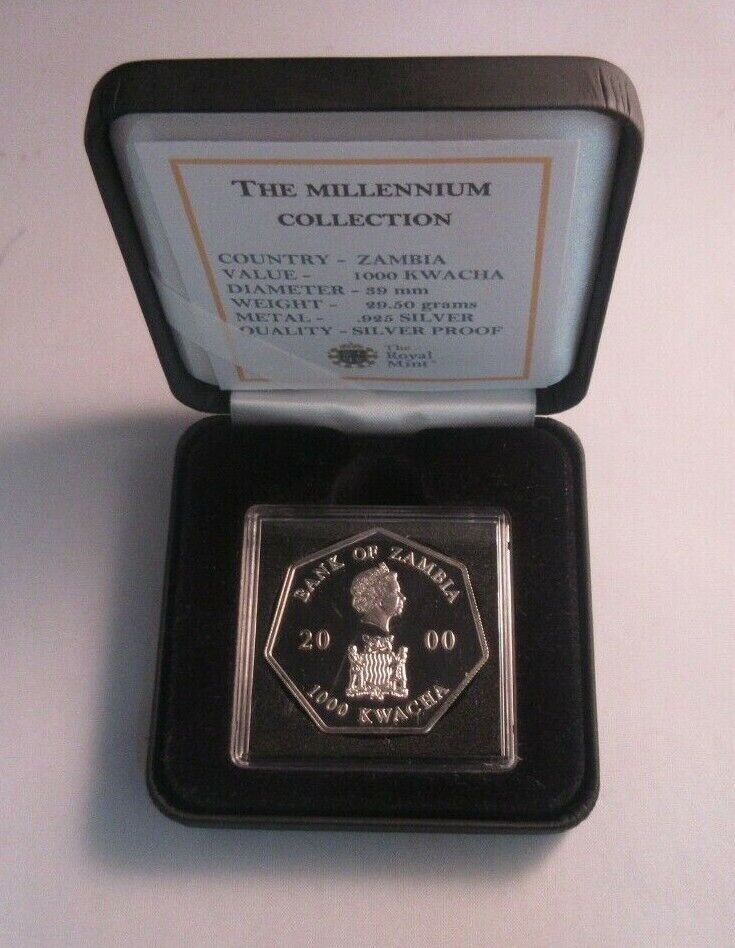 THE MILLENNIUM
COLLECTION
COUNTRY - ZAMBIA
VALUE - 1000 KWACHA
DIAMETER - 39 mm
WEIGHT - 29.50 grams
METAL - .925 SILVER
QUALITY - SILVER PROOF
The
Royal
Mint®
BANK OF ZAMBIA
20 00
1000 KWACHA